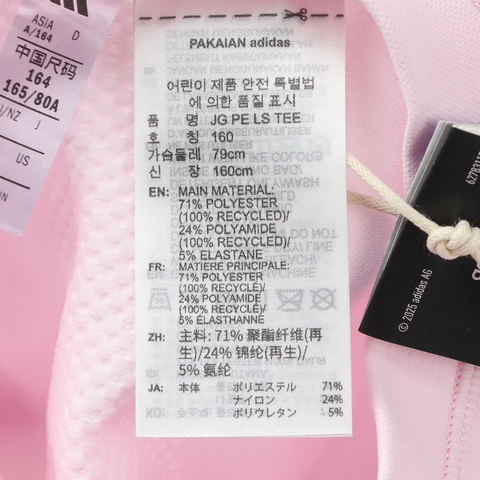 ASIA
D
A/164
中国尺码
164
165/80A
J/NZ
J
US
PAKAIAN adidas
어린이 제품 안전 특별법
에 의한 품질 표시
품 명 JG PE LS TEE
호 칭 160
가슴둘레 79cm
신 장 160cm
EN: MAIN MATERIAL:
71% POLYESTER
(100% RECYCLED)/
24% POLYAMIDE
(100% RECYCLED)/
5% ELASTANE
FR: MATIERE PRINCIPALE:
71% POLYESTER
(100% RECYCLÉ)/
24% POLYAMIDE
(100% RECYCLÉ)/
5% ÉLASTHANNE
ZH: 主料: 71% 聚酯纤维(再
生)/24% 锦纶(再生)/
5% 氨纶
JA: 本体 ポリエステル 71%
ナイロン 24%
ポリウレタン 5%
© 2025 adidas AG